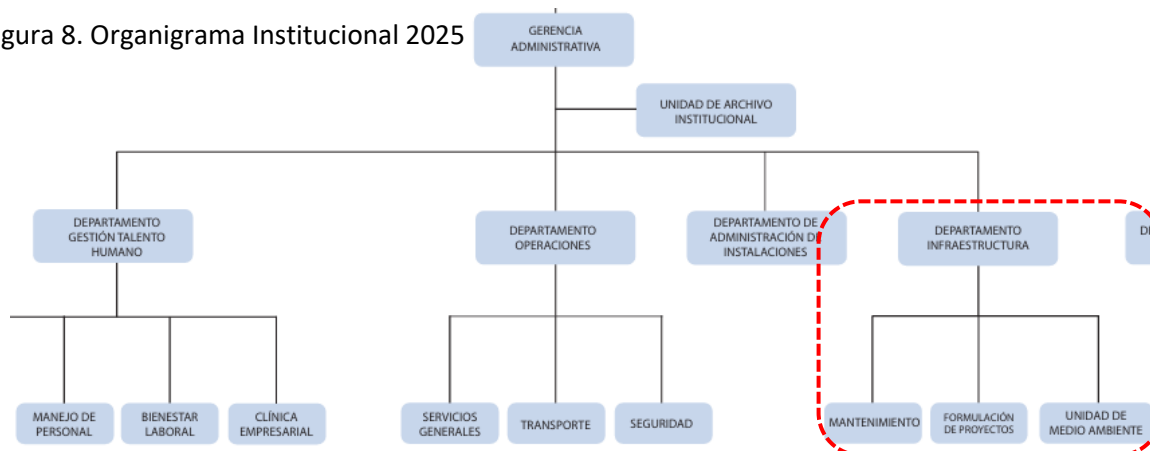 gura 8. Organigrama Institucional 2025
GERENCIA
ADMINISTRATIVA
UNIDAD DE ARCHIVO
INSTITUCIONAL
DEPARTAMENTO
GESTIÓN TALENTO
HUMANO
DEPARTAMENTO
OPERACIONES
DEPARTAMENTO DE
ADMINISTRACIÓN DE
INSTALACIONES
DEPARTAMENTO
INFRAESTRUCTURA
MANEJO DE
PERSONAL
BIENESTAR
LABORAL
CLÍNICA
EMPRESARIAL
SERVICIOS
GENERALES
TRANSPORTE
SEGURIDAD
MANTENIMIENTO
FORMULACIÓN
DE PROYECTOS
UNIDAD DE
MEDIO AMBIENTE